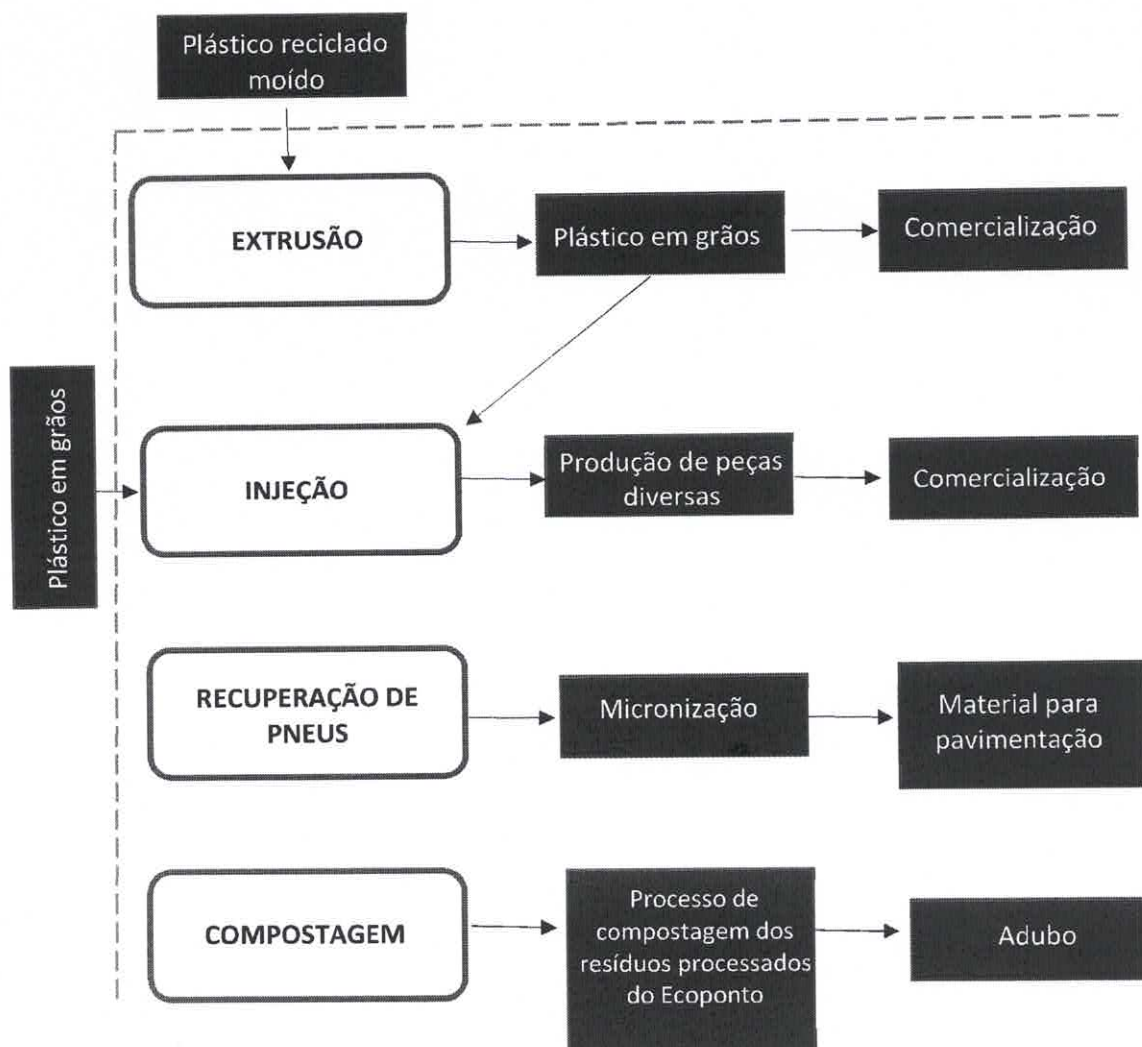 Plástico reciclado
moído
EXTRUSÃO
Plástico em grãos
Comercialização
Plástico em grãos
INJEÇÃO
Produção de peças
diversas
Comercialização
RECUPERAÇÃO DE
PNEUS
Micronização
Material para
pavimentação
COMPOSTAGEM
Processo de
compostagem dos
resíduos processados
do Ecoponto
Adubo